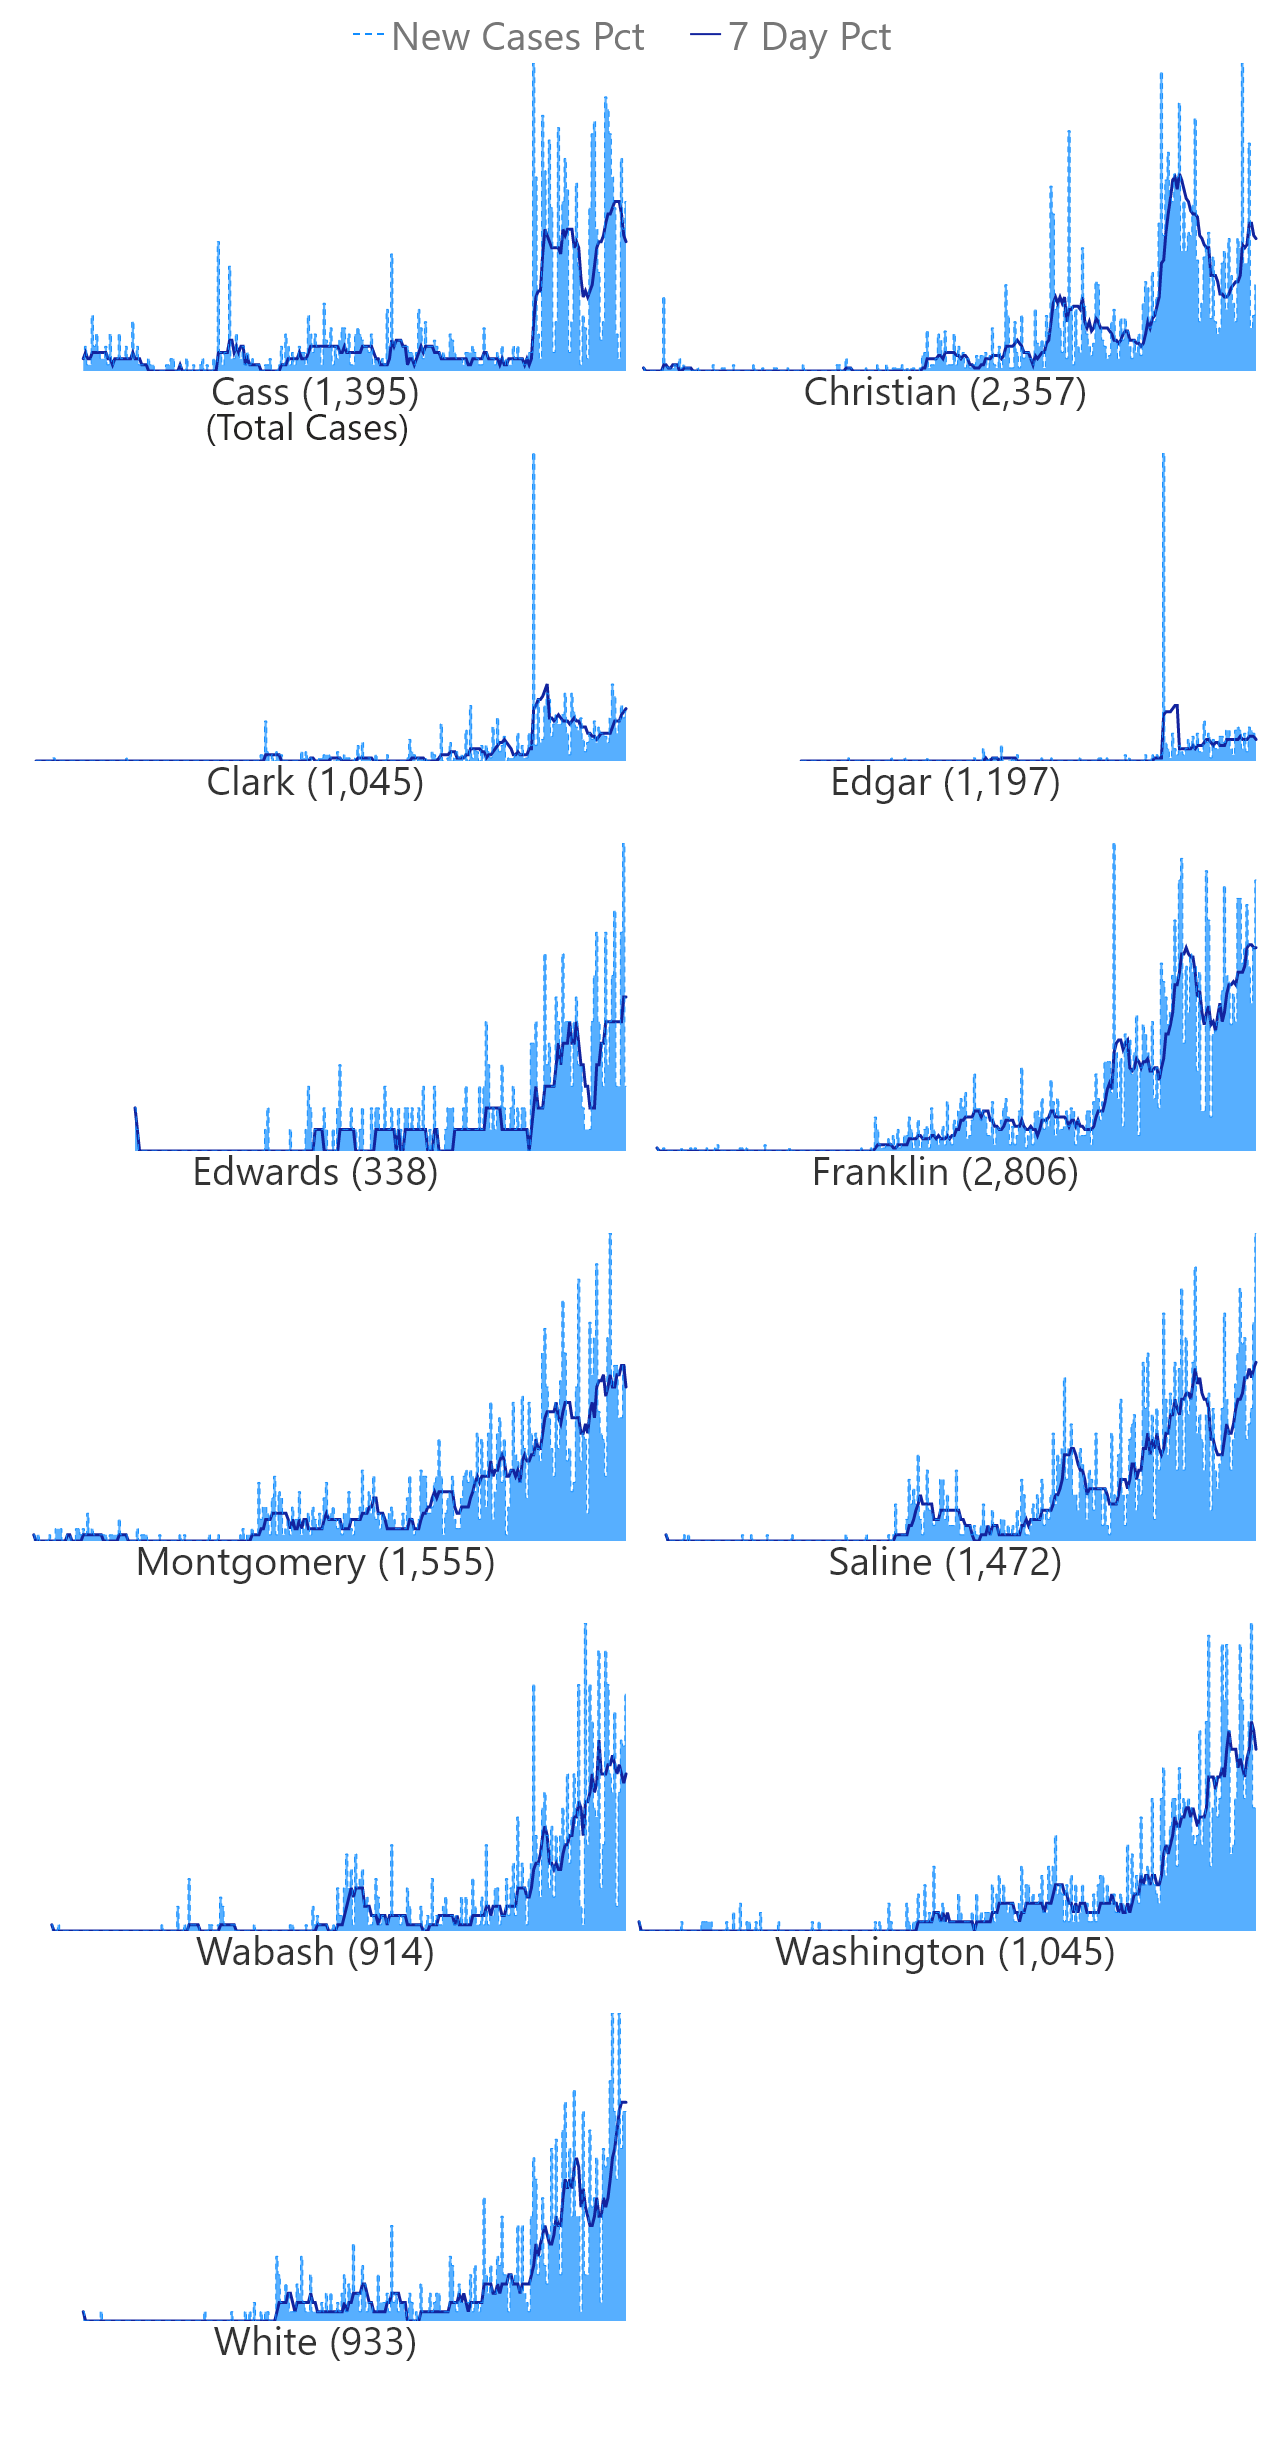 New Cases Pct 7 Day Pct
Cass (1,395) Christian (2,357)
(Total Cases)
Clark (1,045) Edgar (1,197)
Edwards (338) Franklin (2,806)
Montgomery (1,555) Saline (1,472)
Wabash (914) Washington (1,045)
White (933)